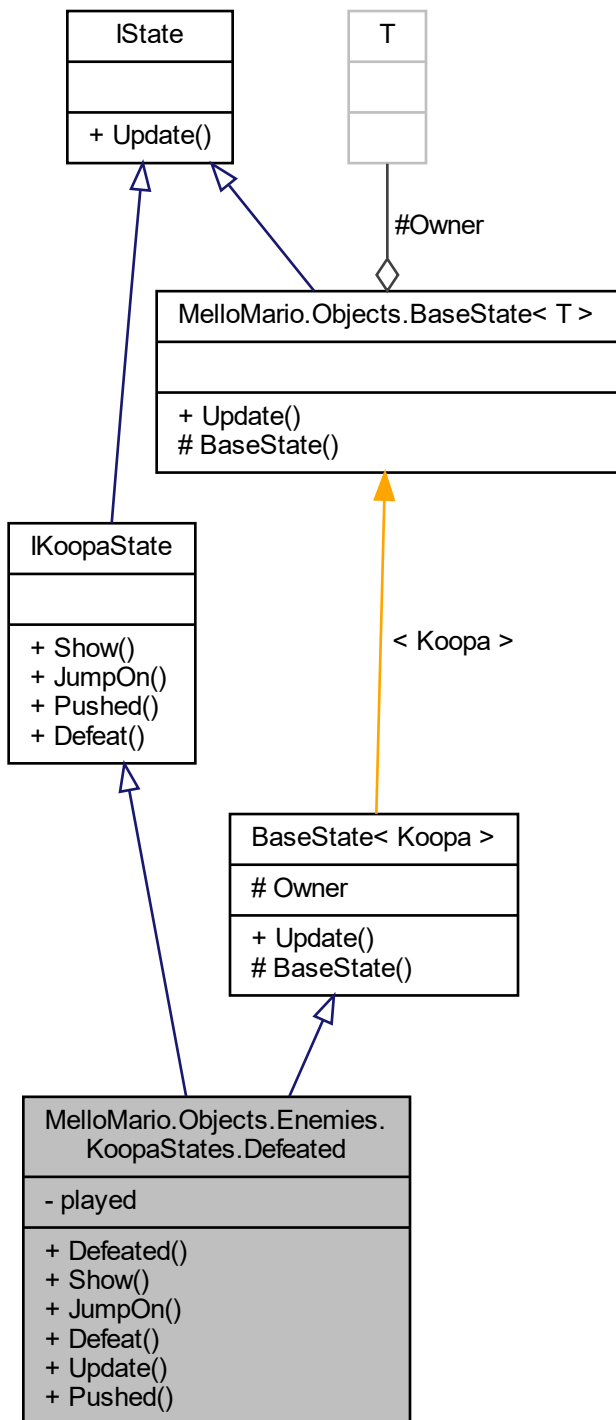 IState
+ Update()
T
#Owner
MelloMario.Objects.BaseState< T >
+ Update()
# BaseState()
IKoopaState
+ Show()
+ JumpOn()
+ Pushed()
+ Defeat()
< Koopa >
BaseState< Koopa >
# Owner
+ Update()
# BaseState()
MelloMario.Objects.Enemies.
KoopaStates.Defeated
- played
+ Defeated()
+ Show()
+ JumpOn()
+ Defeat()
+ Update()
+ Pushed()